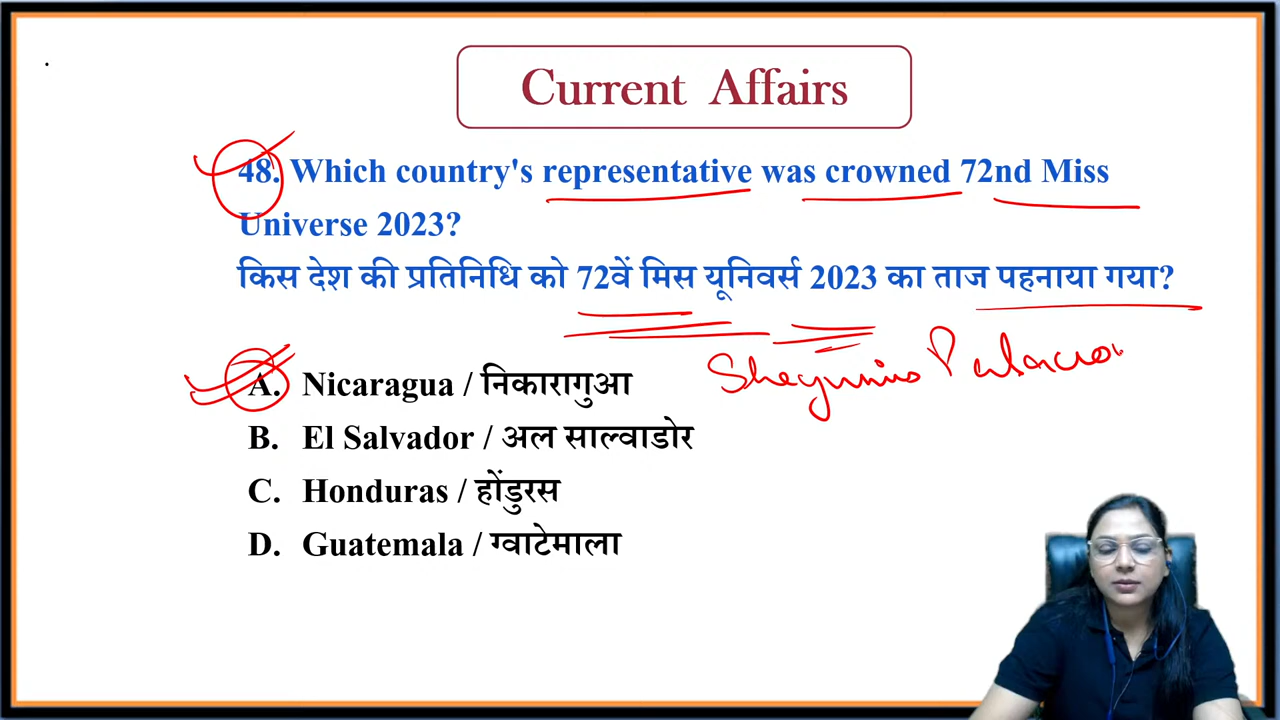 Current Affairs
48. Which country's representative was crowned 72nd Miss
Universe 2023?
किस देश की प्रतिनिधि को 72वें मिस यूनिवर्स 2023 का ताज पहनाया गया?
A. Nicaragua / निकारागुआ
B. El Salvador / अल साल्वाडोर
C. Honduras / होंडुरस
D. Guatemala / ग्वाटेमाला